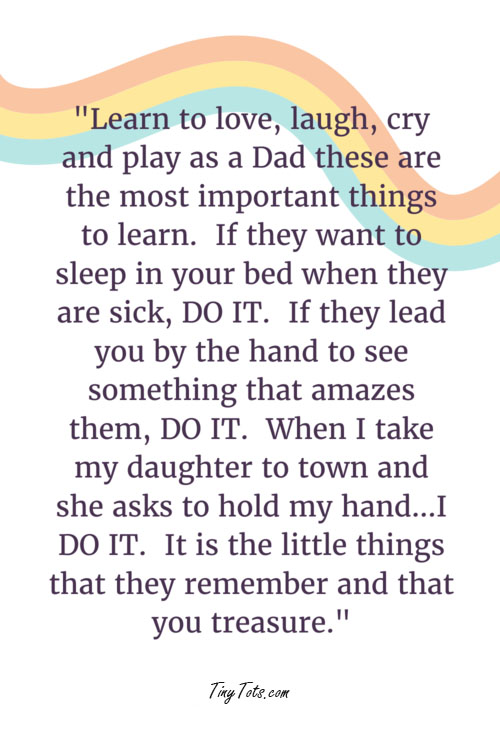 "Learn to love, laugh, cry
and play as a Dad these are
the most important things
to learn.  If they want to
sleep in your bed when they
are sick, DO IT.  If they lead
you by the hand to see
something that amazes
them, DO IT.  When I take
my daughter to town and
she asks to hold my hand...I
DO IT.  It is the little things
that they remember and that
you treasure."
TinyTots.com